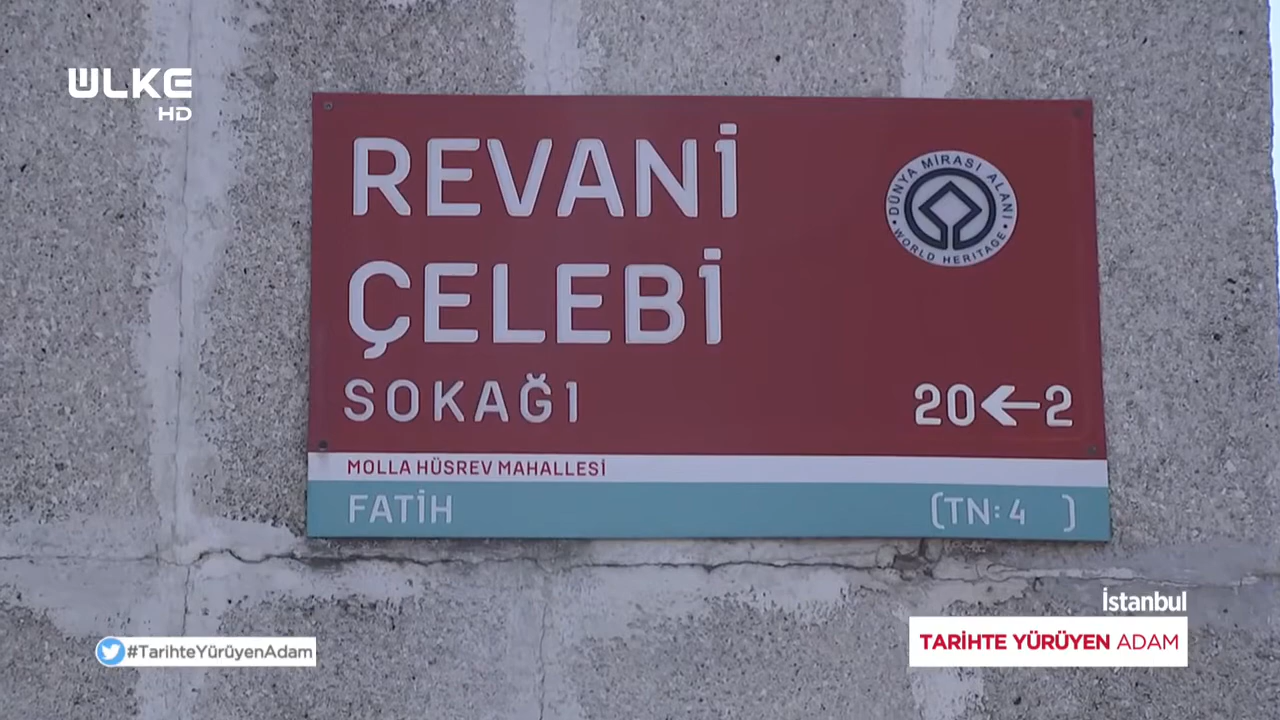 ÜLKE
HD
REVANİ
ÇELEBİ
SOKAĞI
DÜNYA MİRASI ALANI
WORLD HERITAGE
20←2
MOLLA HÜSREV MAHALLESİ
FATİH
(TN: 4 )
İstanbul
TARİHTE YÜRÜYEN ADAM
#TarihteYürüyenAdam